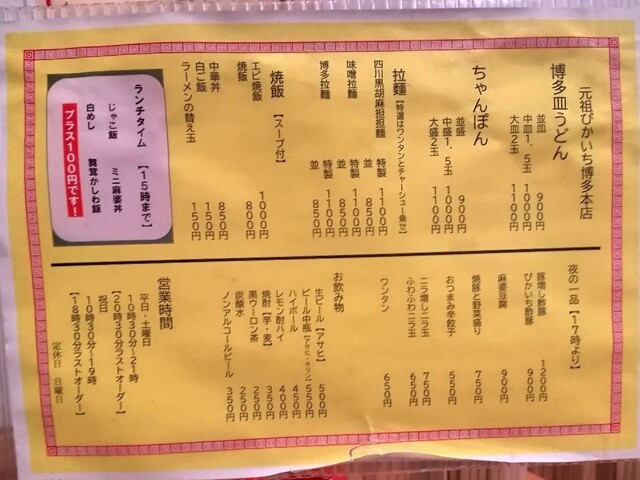 元祖ぴかいち博多本店
博多皿うどん
並皿 900円
中皿1.5玉 1000円
大皿2玉 1100円
ちゃんぽん
並盛 900円
中盛1.5玉 1000円
大盛2玉 1100円
拉麺【特選はワンタンとチャーシュー乗せ】
四川黒胡麻担担麺 特製 1100円
並 850円
味噌拉麺 特製 1100円
並 850円
博多拉麺 特製 1100円
並 850円
焼飯【スープ付】
エビ焼飯 1000円
焼飯 800円
中華丼 850円
白ご飯 150円
ラーメンの替え玉 150円
ランチタイム【15時まで】
じゃこ飯 ミニ麻婆丼
白めし 舞茸かしわ飯
プラス100円です!
夜の一品【17時より】
豚増し酢豚 1200円
ぴかいち酢豚 900円
麻婆豆腐 900円
焼豚と野菜盛り 750円
おつまみ辛餃子 550円
ニラ増しニラ玉 750円
ふわふわニラ玉 650円
ワンタン 650円
お飲み物
生ビール【アサヒ】 500円
ビール中瓶【アサヒ・キリン】 550円
ハイボール 450円
レモン酎ハイ 400円
焼酎【芋・麦】 350円
黒ウーロン茶 250円
炭酸水 250円
ノンアルコールビール 350円
営業時間
平日・土曜日
10時30分~21時
【20時30分ラストオーダー】
祝日
10時30分~19時
【18時30分ラストオーダー】
定休日 日曜日